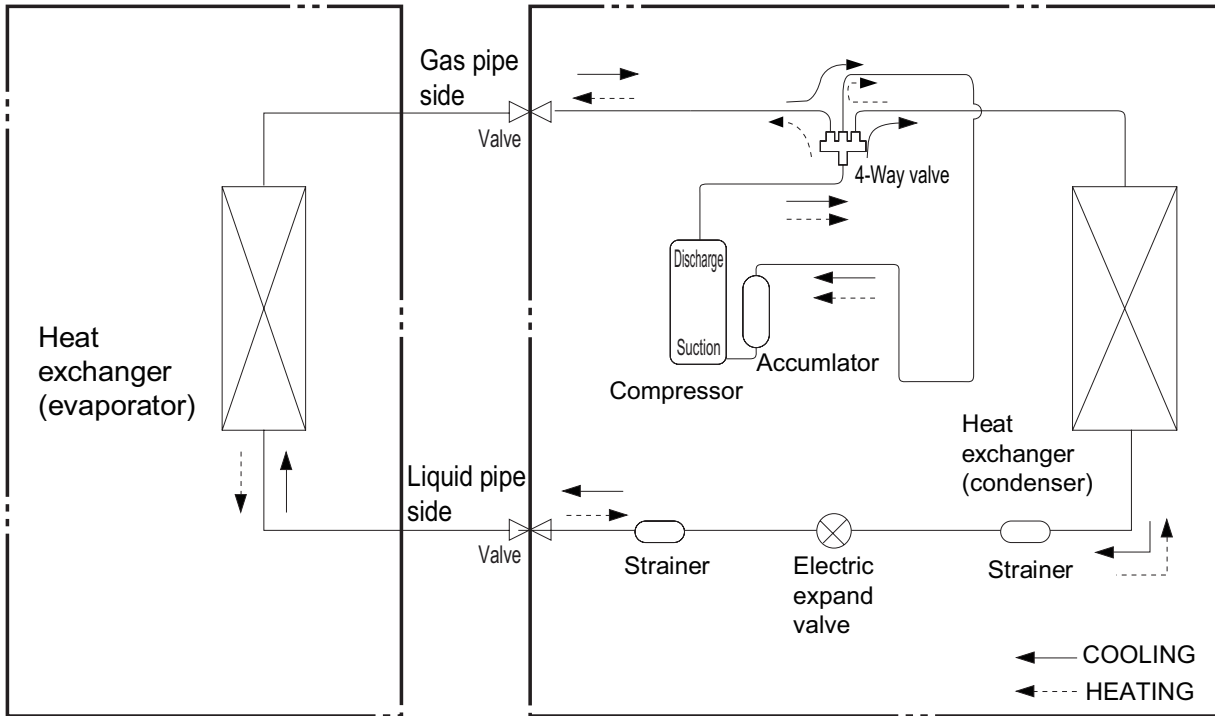 Gas pipe
side
Valve
4-Way valve
Discharge
Suction
Accumlator
Compressor
Heat
exchanger
(evaporator)
Heat
exchanger
(condenser)
Liquid pipe
side
Valve
Strainer
Electric
expand
valve
Strainer
COOLING
HEATING